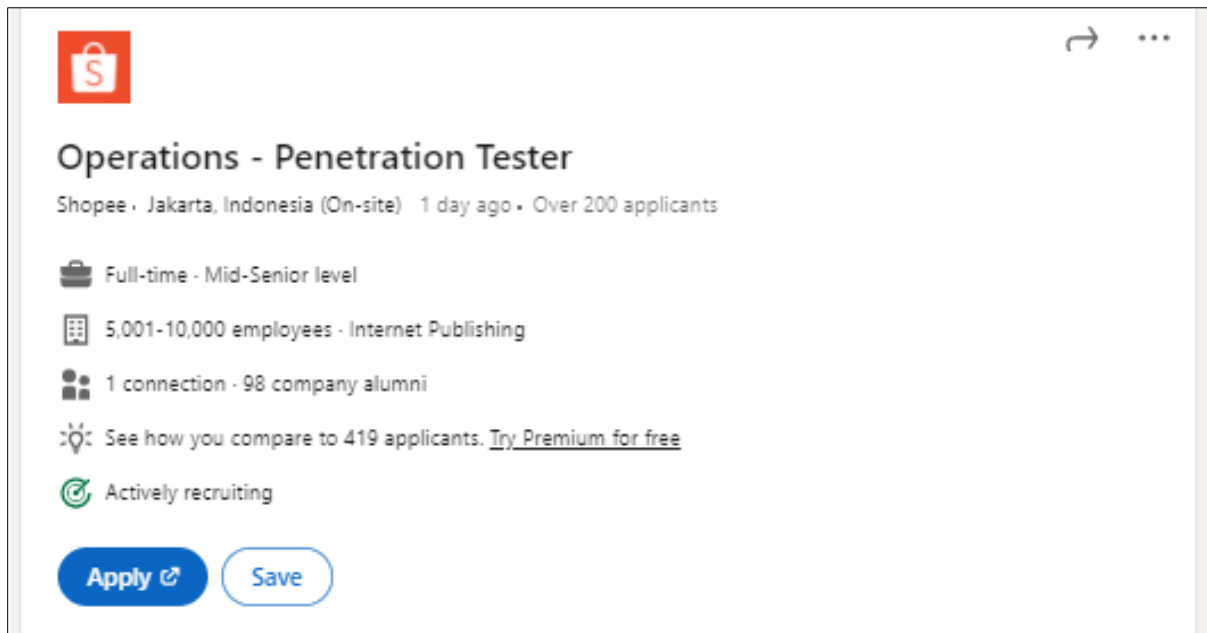 S
Operations - Penetration Tester
Shopee · Jakarta, Indonesia (On-site) 1 day ago · Over 200 applicants
Full-time · Mid-Senior level
5,001-10,000 employees · Internet Publishing
1 connection · 98 company alumni
See how you compare to 419 applicants. Try Premium for free
Actively recruiting
Apply
Save